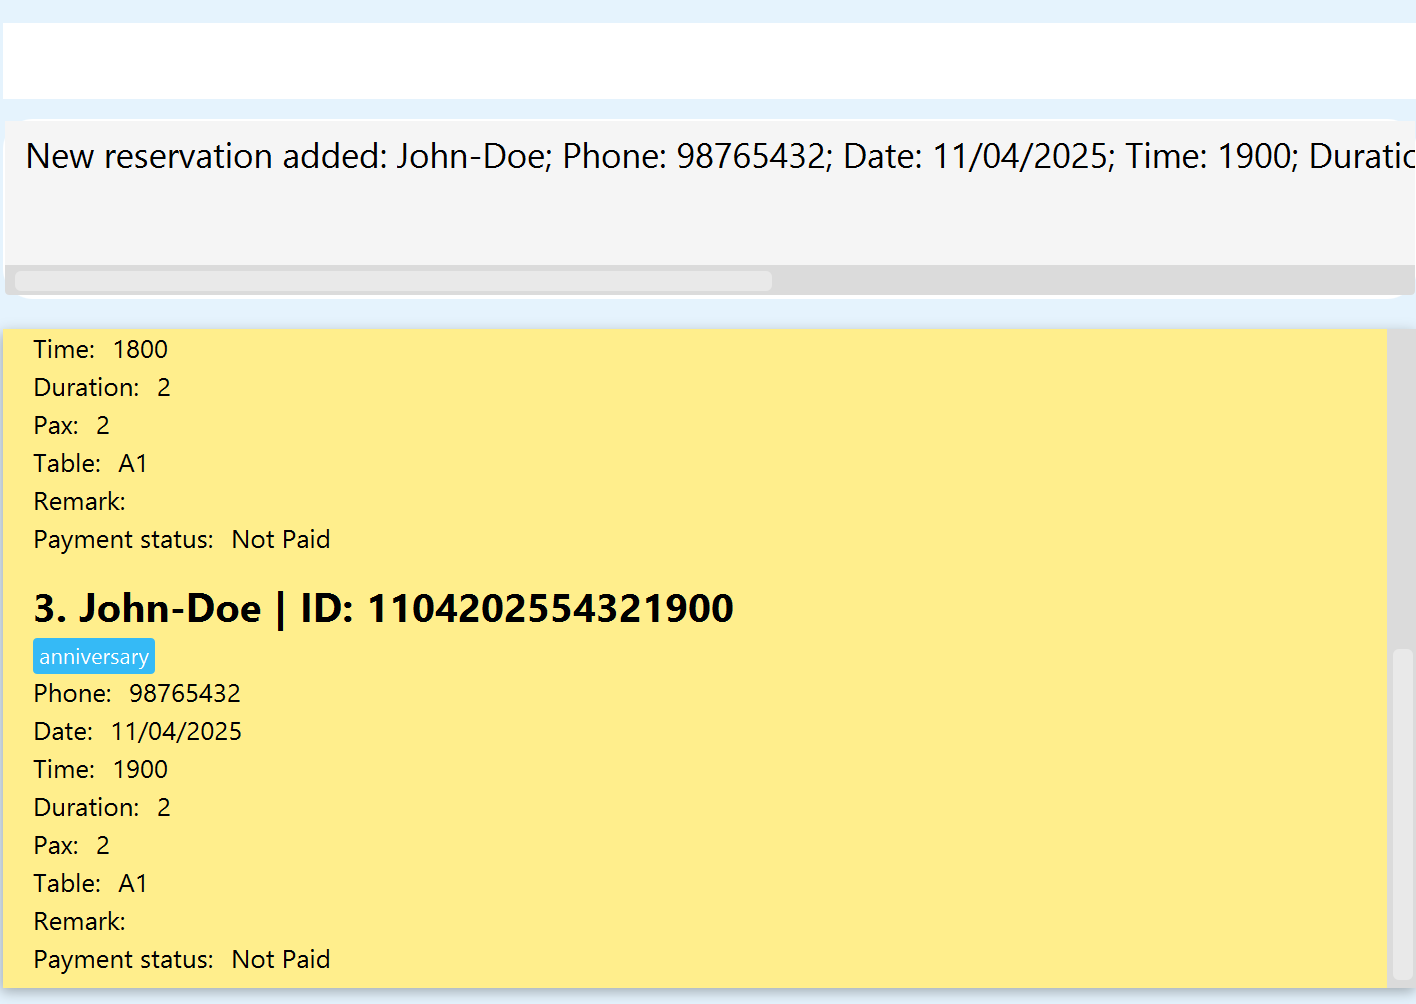 New reservation added: John-Doe; Phone: 98765432; Date: 11/04/2025; Time: 1900;
Time: 1800
Duration: 2
Pax: 2
Table: A1
Remark:
Payment status: Not Paid
3. John-Doe | ID: 1104202554321900
anniversary
Phone: 98765432
Date: 11/04/2025
Time: 1900
Duration: 2
Pax: 2
Table: A1
Remark:
Payment status: Not Paid